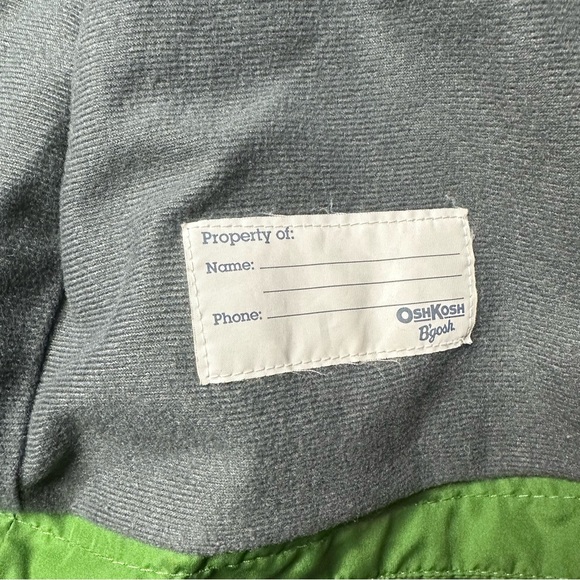 Property of:
Name:
Phone:
OSHKOSH
B'gosh